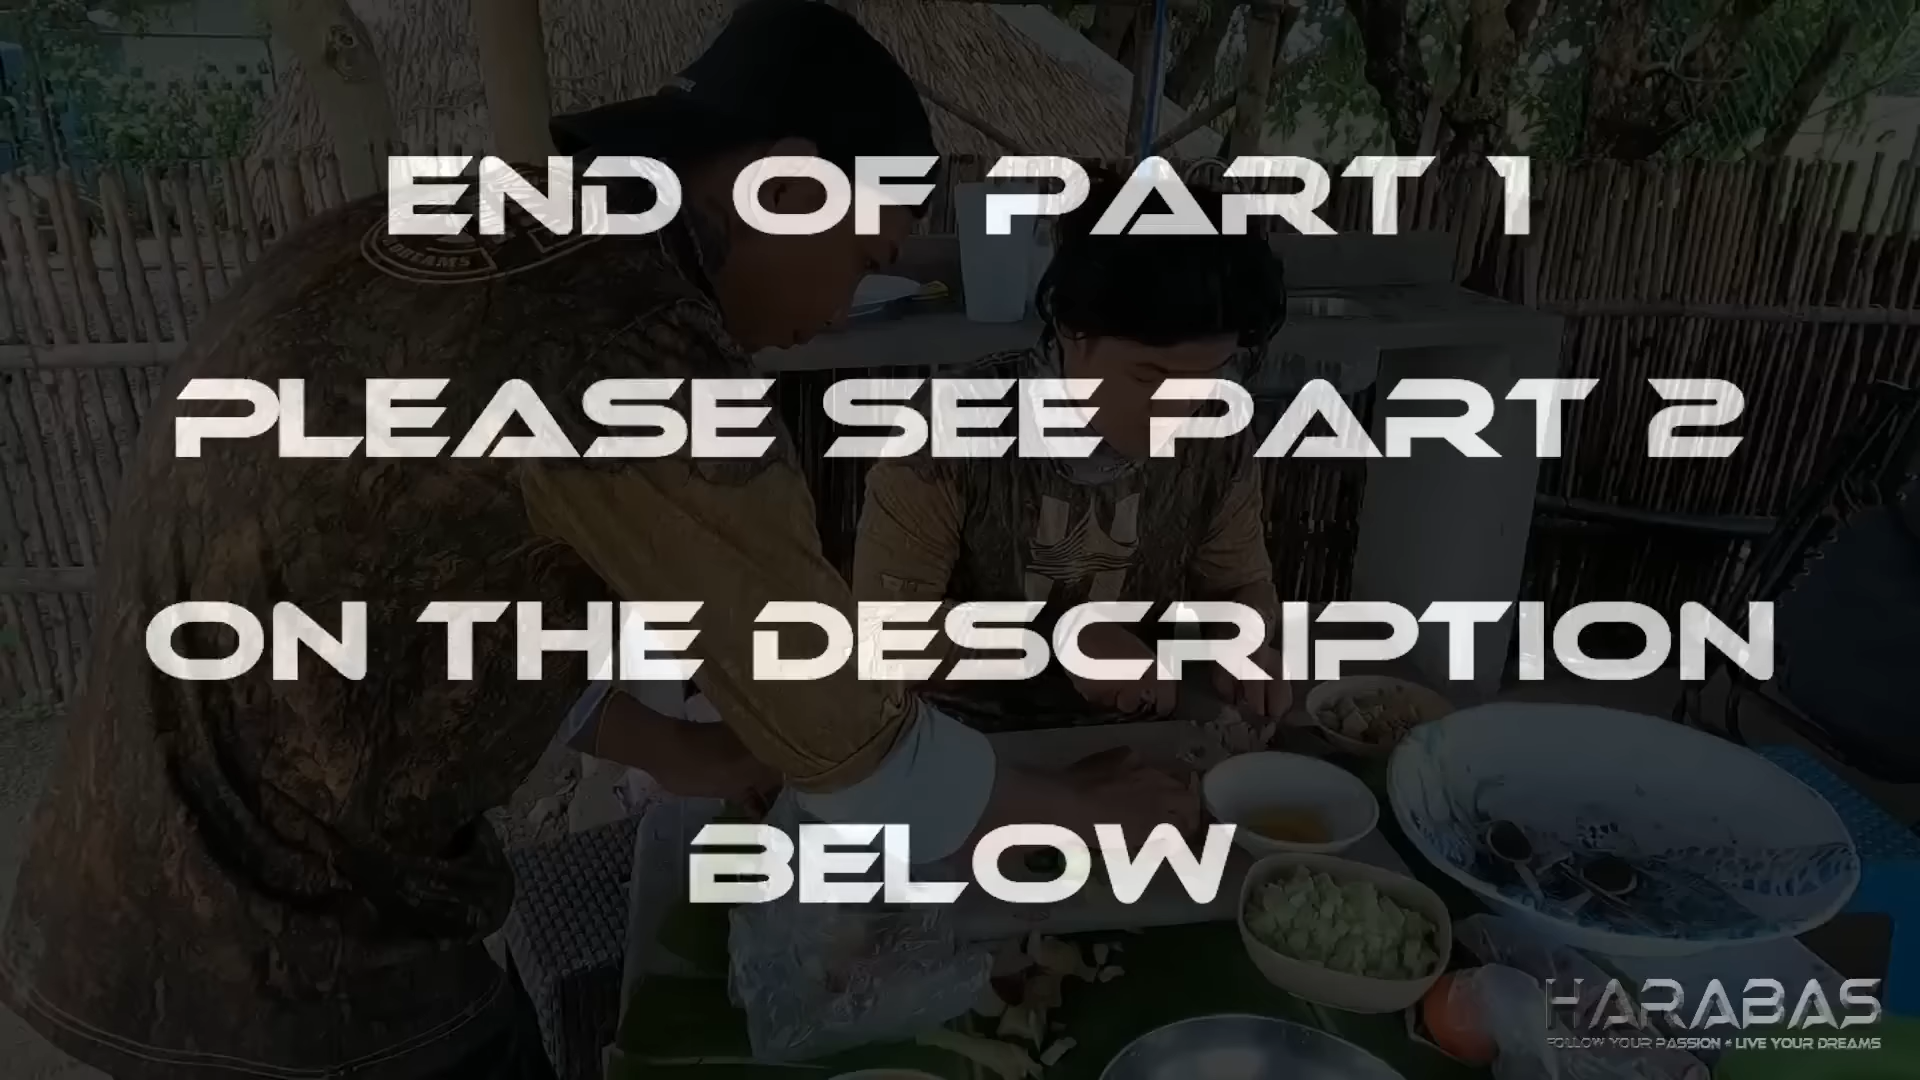 END OF PART 1
PLEASE SEE PART 2
ON THE DESCRIPTION
BELOW
DREAMS
HARABAS
FOLLOW YOUR PASSION * LIVE YOUR DREAMS